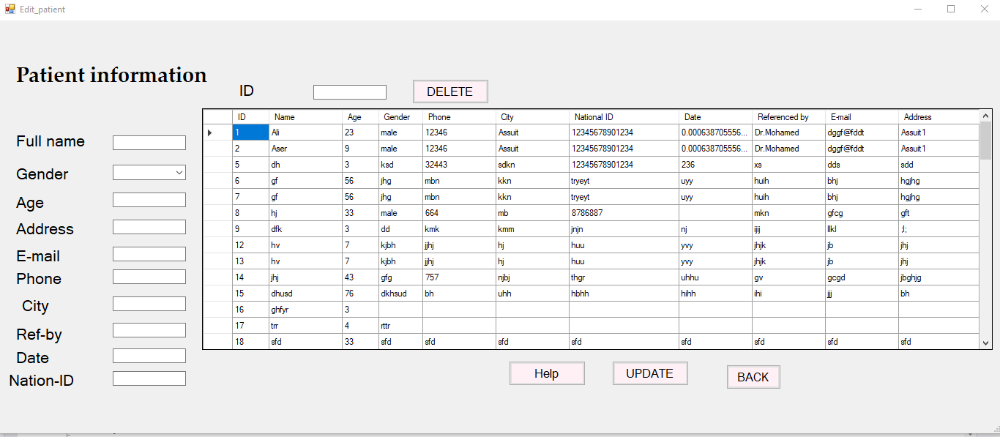 Edit_patient
Patient information
ID
DELETE
Full name
Gender
Age
Address
E-mail
Phone
City
Ref-by
Date
Nation-ID
ID Name Age Gender Phone City National ID Date Referenced by E-mail Address
1 Ali 23 male 12346 Assuit 12345678901234 0.000638705556... Dr.Mohamed dggf@fddt Assuit1
2 Aser 9 male 12346 Assuit 12345678901234 0.000638705556... Dr.Mohamed dggf@fddt Assuit1
5 dh 3 ksd 32443 sdkn 12345678901234 236 xs dds sdd
6 gf 56 jhg mbn kkn tryeyt uyy huih bhj hgjhg
7 gf 56 jhg mbn kkn tryeyt uyy huih bhj hgjhg
8 hj 33 male 664 mb 8786887 mkn gfcg gft
9 dfk 3 dd kmk kmm jnjn nj ijij llkl ;l;
12 hv 7 kjbh jjhj hj huu yvy jhjk jb jhj
13 hv 7 kjbh jjhj hj huu yvy jhjk jb jhj
14 jhj 43 gfg 757 njbj thgr uhhu gv gcgd jbghjg
15 dhusd 76 dkhsud bh uhh hbhh hihh ihi jjj bh
16 ghfyr 3
17 trr 4 rttr
18 sfd 33 sfd sfd sfd sfd sfd sfd sfd sfd
Help
UPDATE
BACK